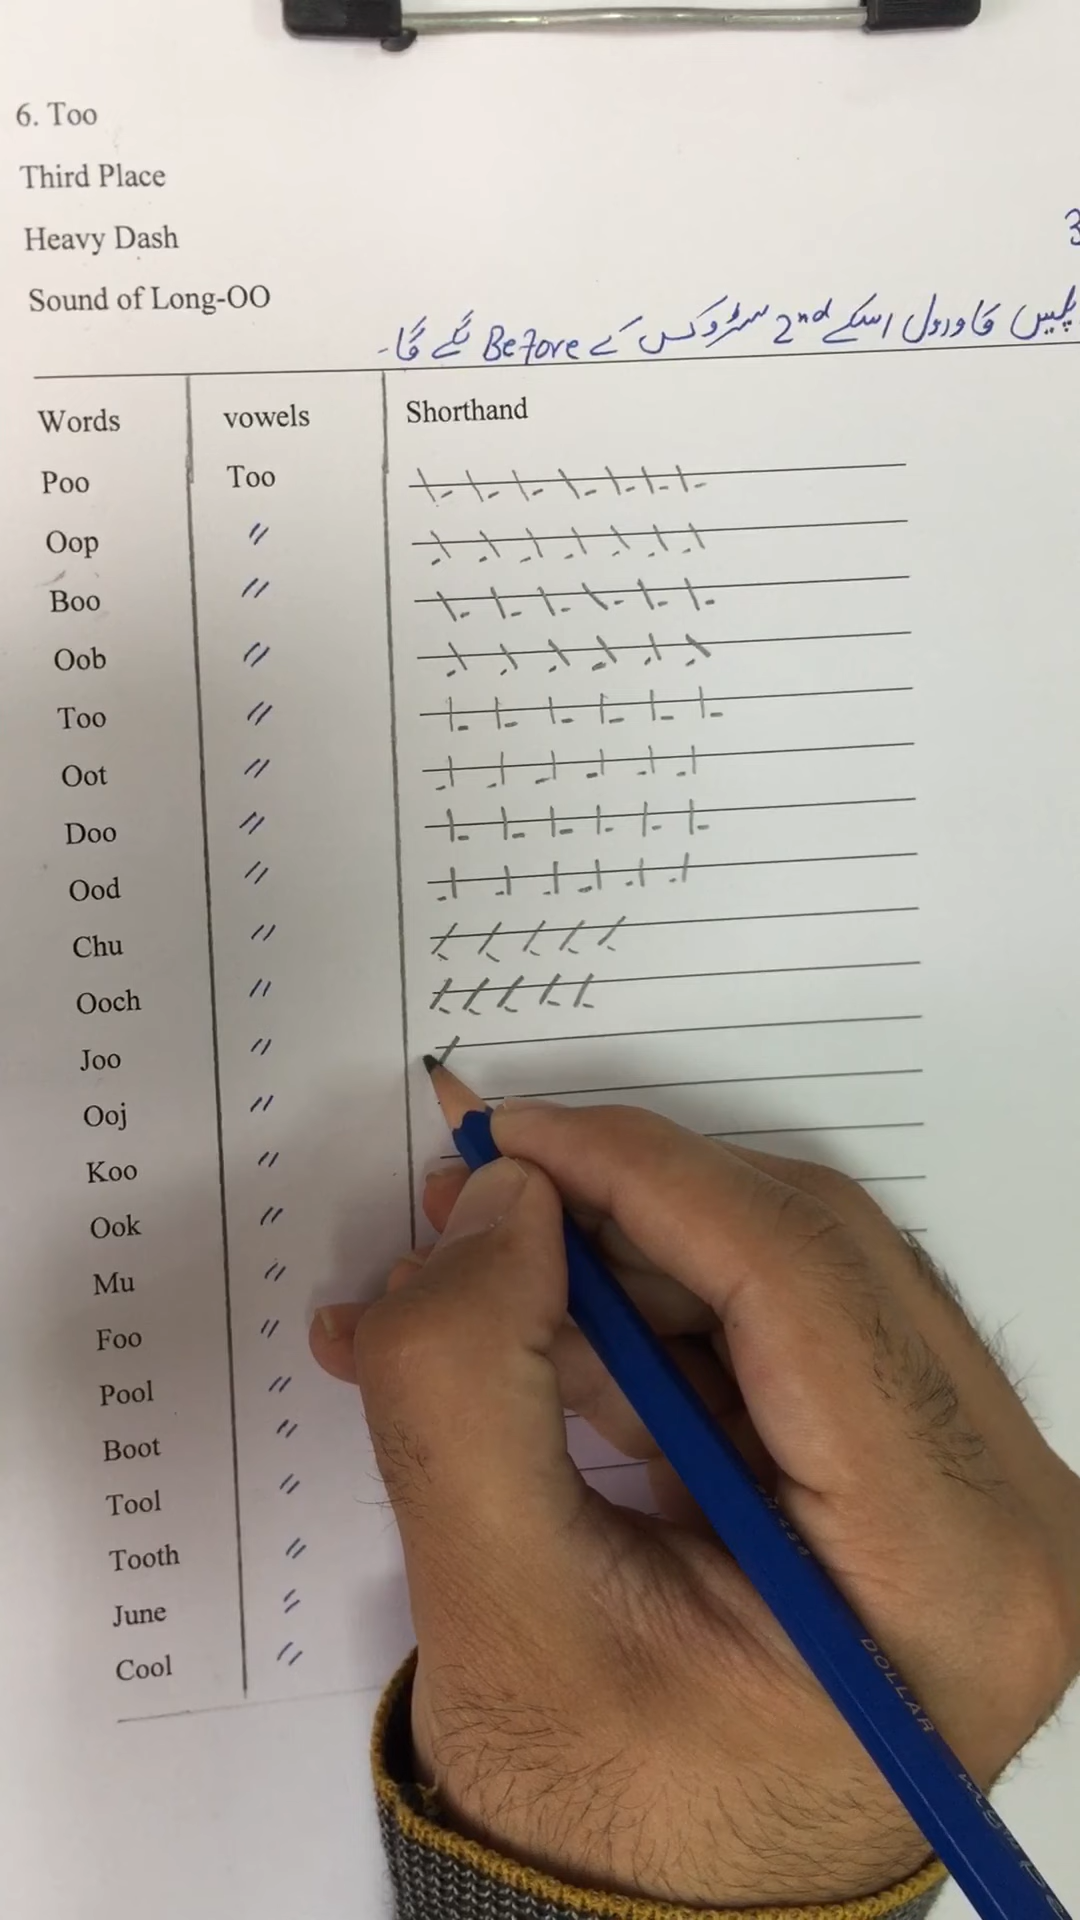 6. Too
Third Place
Heavy Dash
Sound of Long-OO
3
پلیس کا وول اسکے 2nd سٹروکس کے Before لگے گا۔
Words vowels Shorthand
Poo Too
Oop "
Boo "
Oob "
Too "
Oot "
Doo "
Ood "
Chu "
Ooch "
Joo "
Ooj "
Koo "
Ook "
Mu "
Foo "
Pool "
Boot "
Tool "
Tooth "
June "
Cool "
DOLLAR